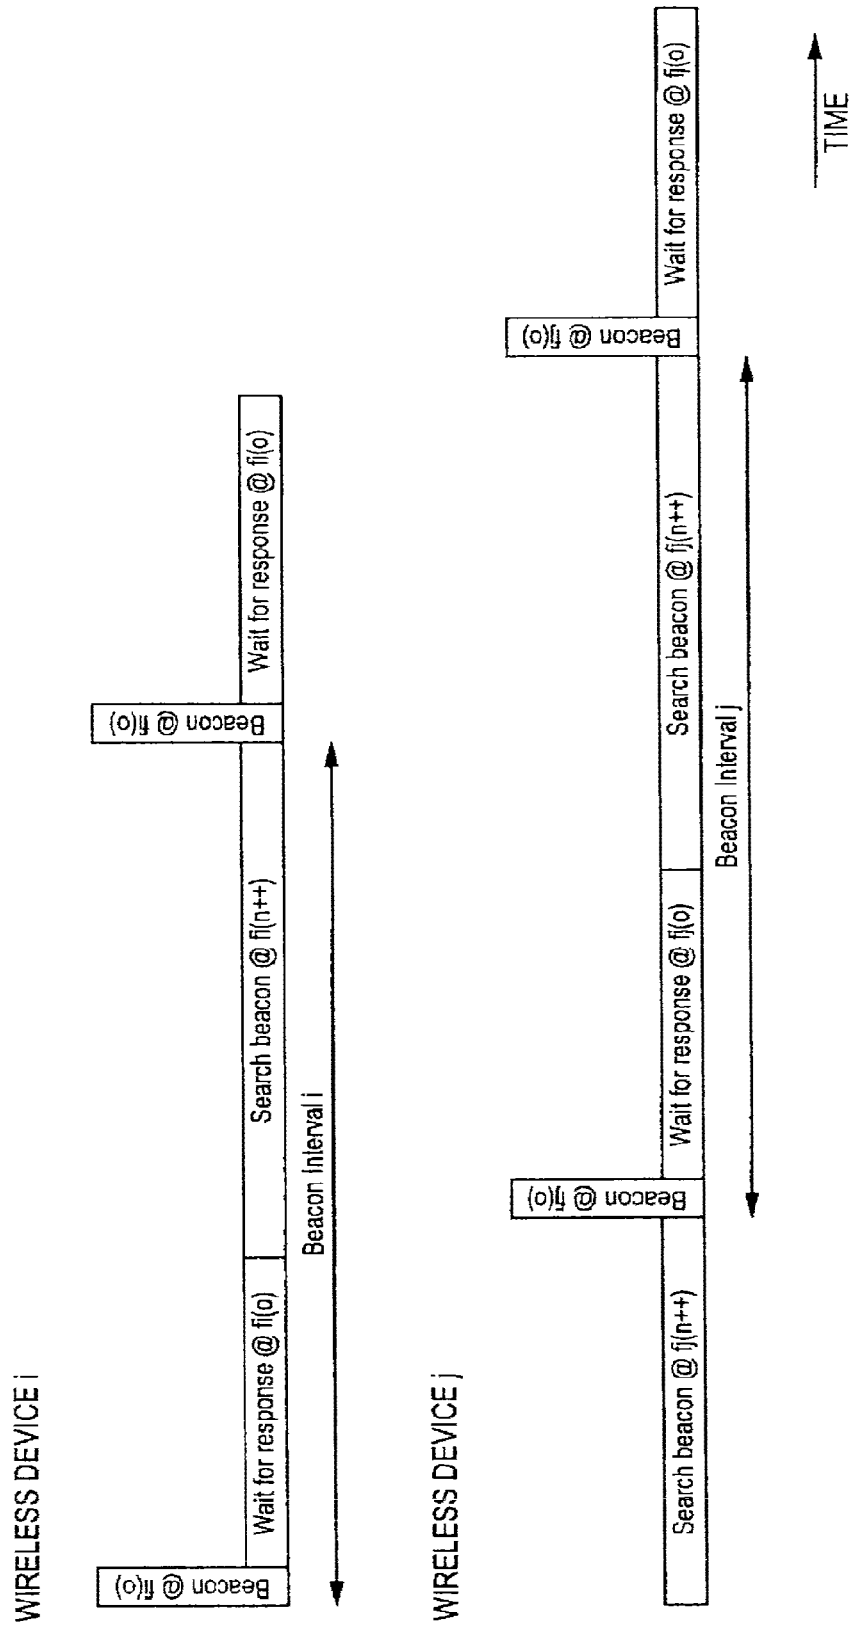 WIRELESS DEVICE i
Beacon @ fi(o)
Wait for response @ fi(o)
Search beacon @ fi(n++)
Beacon @ fi(o)
Wait for response @ fi(o)
Beacon Interval i
WIRELESS DEVICE j
Search beacon @ fj(n++)
Beacon @ fj(o)
Wait for response @ fj(o)
Search beacon @ fj(n++)
Beacon @ fj(o)
Wait for response @ fj(o)
Beacon Interval j
TIME